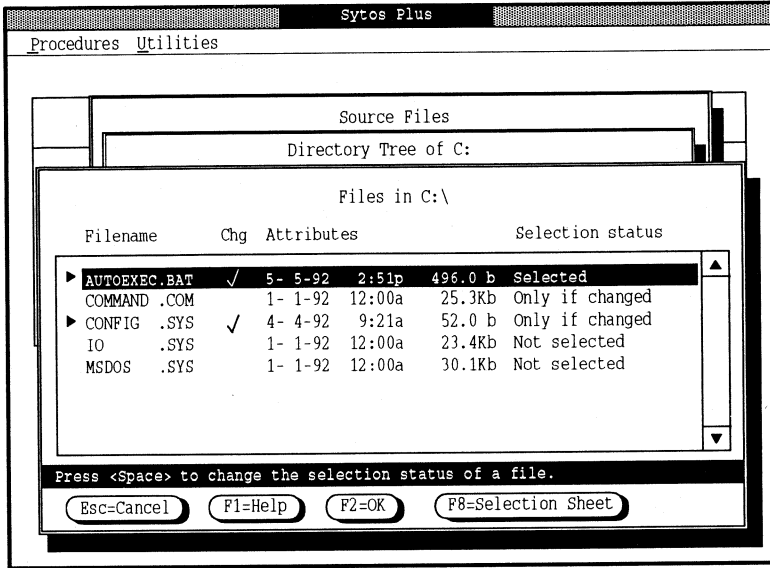 Sytos Plus
Procedures Utilities
Source Files
Directory Tree of C:
Files in C:\
Filename Chg Attributes Selection status
▶ AUTOEXEC.BAT √ 5- 5-92 2:51p 496.0 b Selected
COMMAND .COM 1- 1-92 12:00a 25.3Kb Only if changed
▶ CONFIG .SYS √ 4- 4-92 9:21a 52.0 b Only if changed
IO .SYS 1- 1-92 12:00a 23.4Kb Not selected
MSDOS .SYS 1- 1-92 12:00a 30.1Kb Not selected
Press <Space> to change the selection status of a file.
Esc=Cancel F1=Help F2=OK F8=Selection Sheet